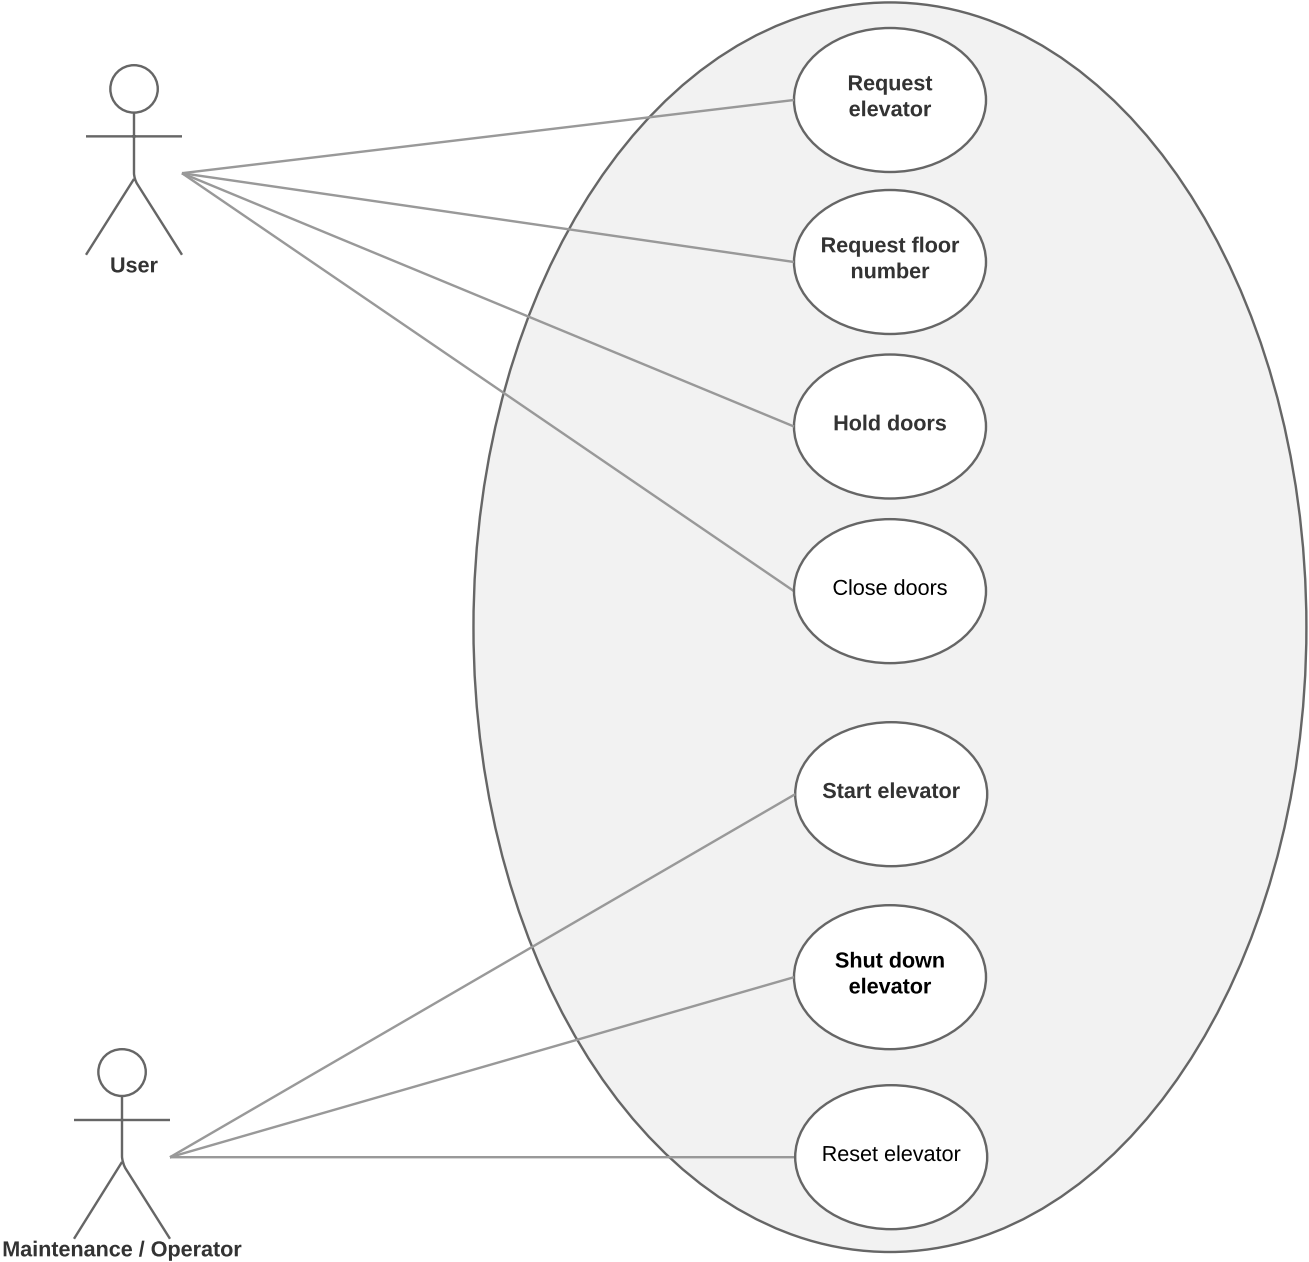 Request
elevator
Request floor
number
User
Hold doors
Close doors
Start elevator
Shut down
elevator
Reset elevator
Maintenance / Operator